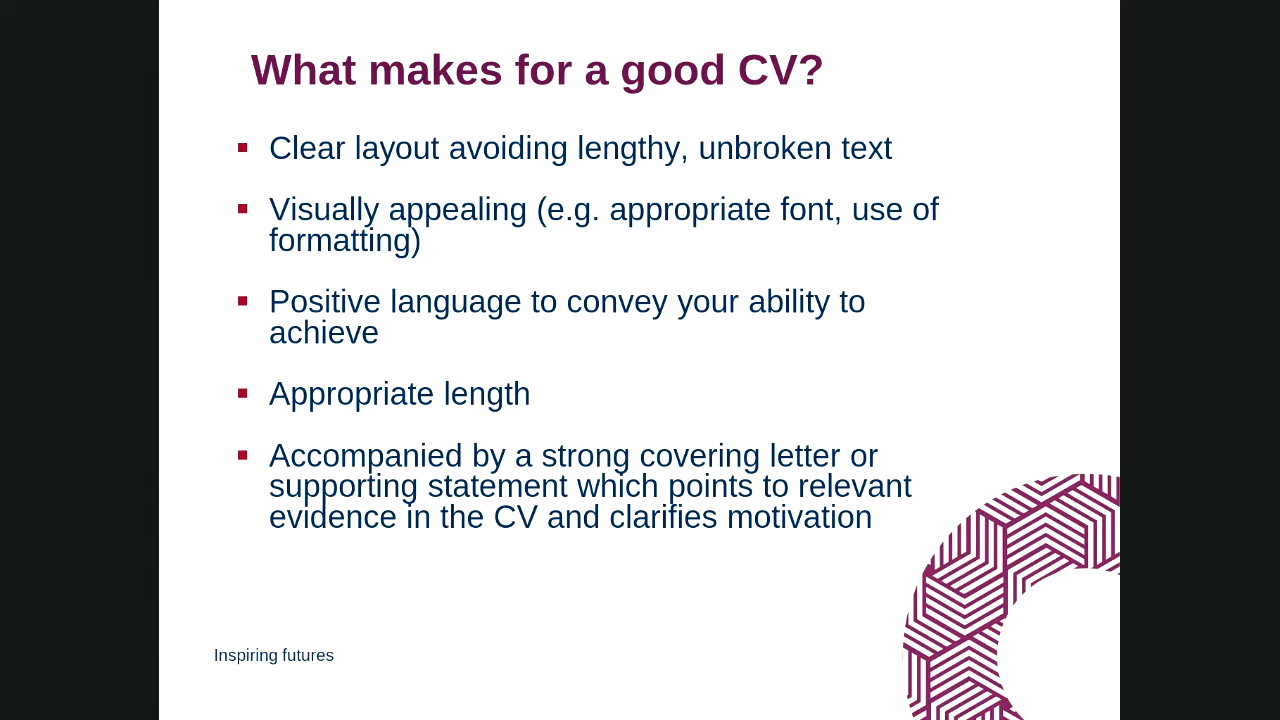 What makes for a good CV?
Clear layout avoiding lengthy, unbroken text
Visually appealing (e.g. appropriate font, use of
formatting)
Positive language to convey your ability to
achieve
Appropriate length
Accompanied by a strong covering letter or
supporting statement which points to relevant
evidence in the CV and clarifies motivation
Inspiring futures